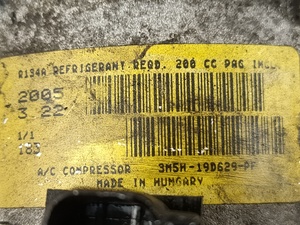 R134A REFRIGERANT REQD. 200 CC PAG INCL.
2005
3 22
1/1
103
A/C COMPRESSOR 3M5H-19D629-PF
MADE IN HUNGARY